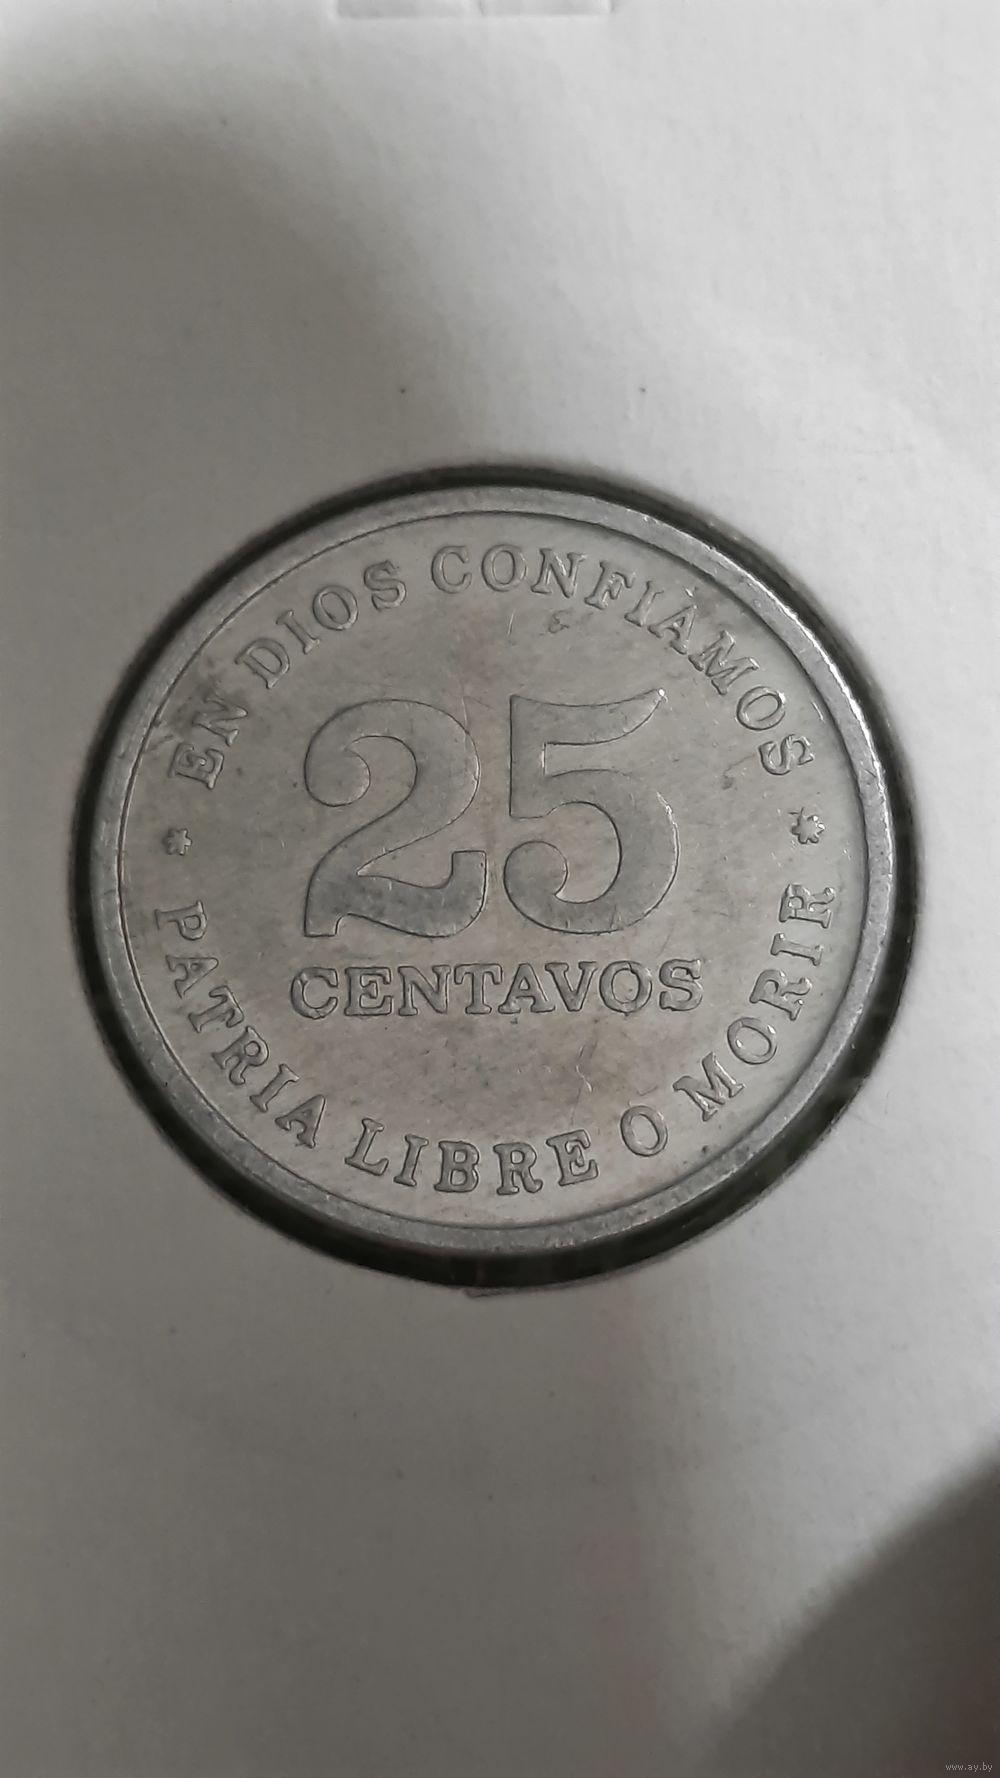 EN DIOS CONFIAMOS
25
CENTAVOS
* PATRIA LIBRE O MORIR *
www.ay.by